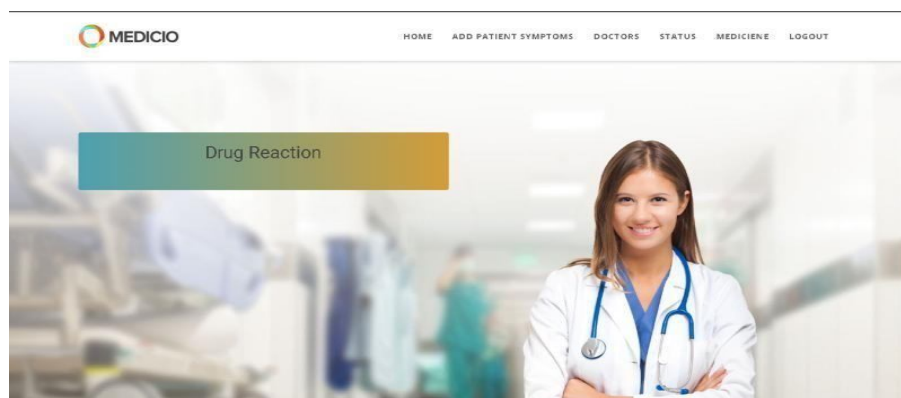 MEDICIO
HOME ADD PATIENT SYMPTOMS DOCTORS STATUS MEDICIENE LOGOUT
Drug Reaction